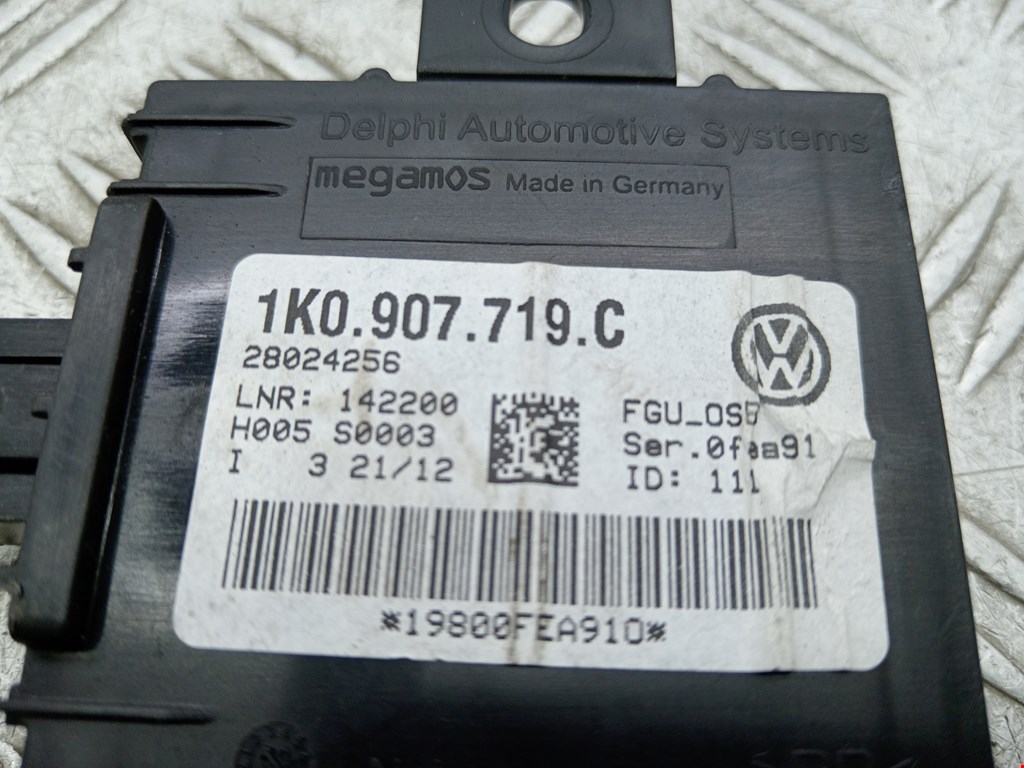 Delphi Automotive Systems
megamos Made in Germany
1K0.907.719.C
28024256
LNR: 142200
H005 S0003
I 3 21/12
FGU_OS
Ser.0fea91
ID: 111
*19800FEA910*